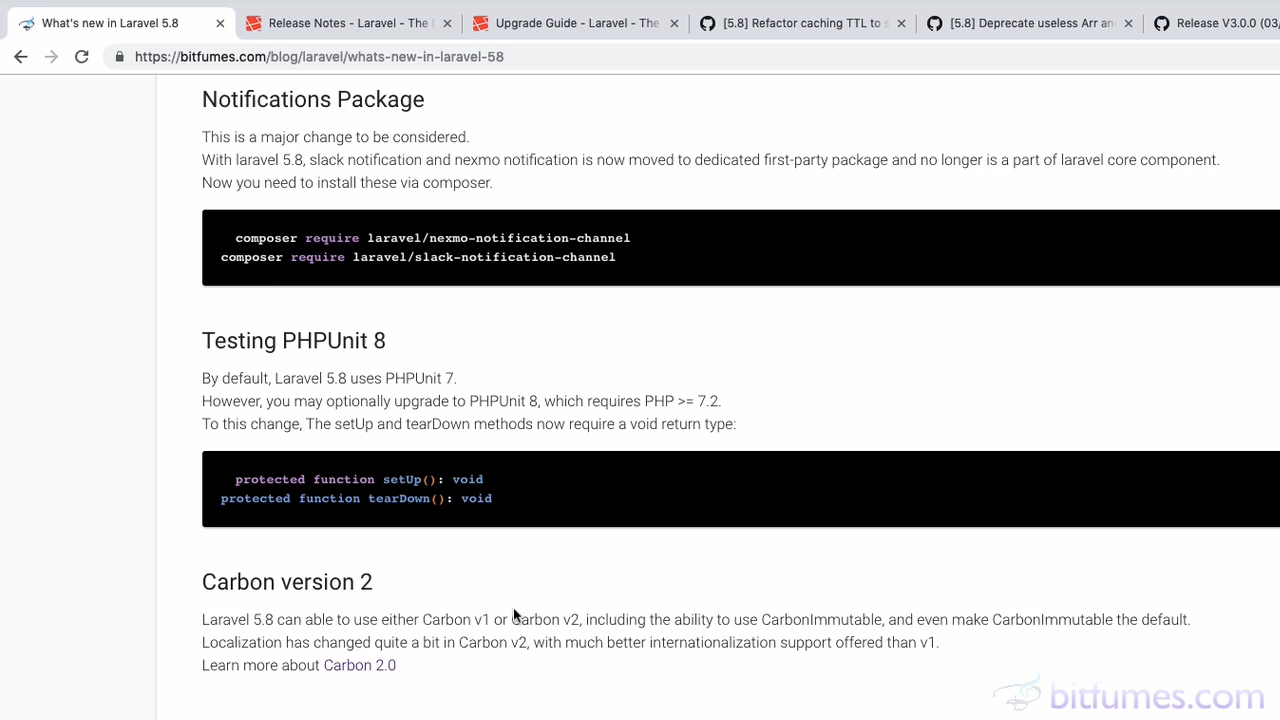 What's new in Laravel 5.8
Release Notes - Laravel - The
Upgrade Guide - Laravel - The
[5.8] Refactor caching TTL to s
[5.8] Deprecate useless Arr an
Release V3.0.0 (03/
https://bitfumes.com/blog/laravel/whats-new-in-laravel-58
Notifications Package
This is a major change to be considered.
With laravel 5.8, slack notification and nexmo notification is now moved to dedicated first-party package and no longer is a part of laravel core component.
Now you need to install these via composer.
composer require laravel/nexmo-notification-channel
composer require laravel/slack-notification-channel
Testing PHPUnit 8
By default, Laravel 5.8 uses PHPUnit 7.
However, you may optionally upgrade to PHPUnit 8, which requires PHP >= 7.2.
To this change, The setUp and tearDown methods now require a void return type:
protected function setUp(): void
protected function tearDown(): void
Carbon version 2
Laravel 5.8 can able to use either Carbon v1 or Carbon v2, including the ability to use CarbonImmutable, and even make CarbonImmutable the default.
Localization has changed quite a bit in Carbon v2, with much better internationalization support offered than v1.
Learn more about Carbon 2.0
bitfumes.com